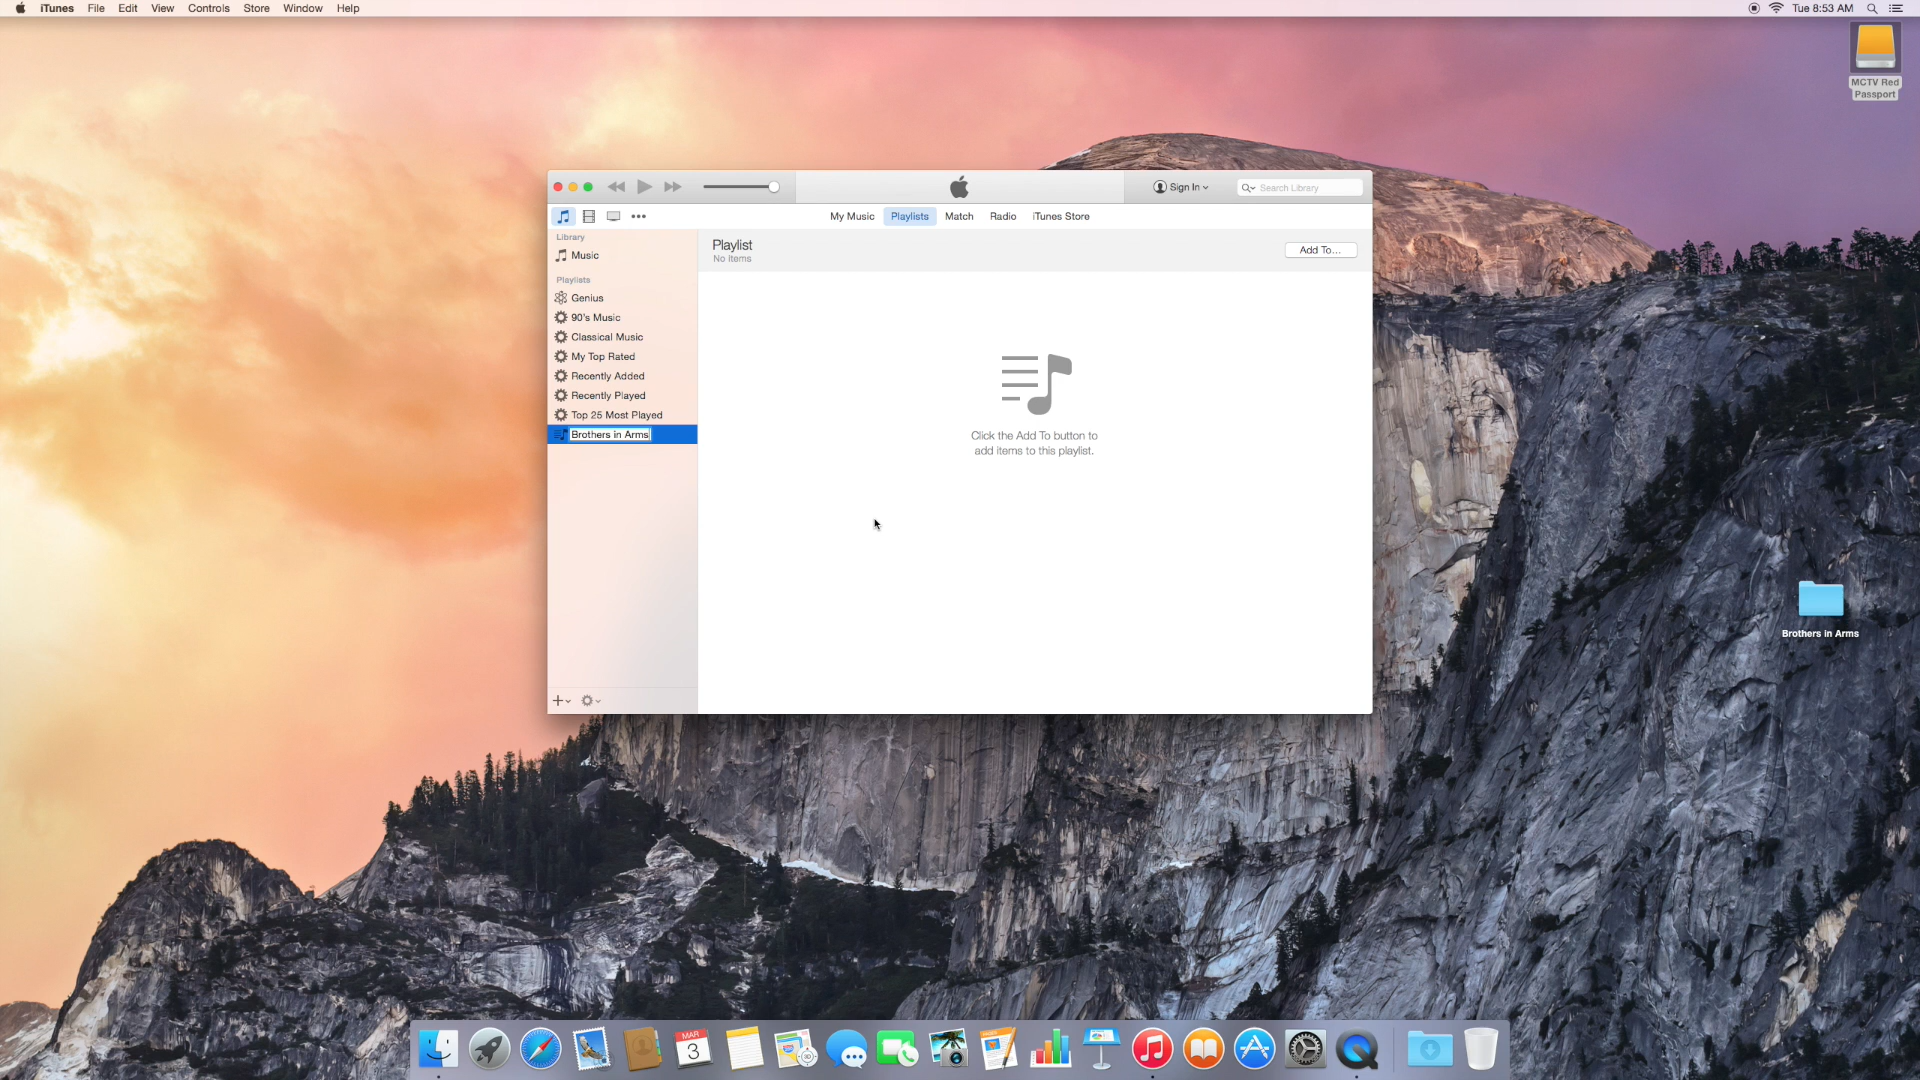 iTunes File Edit View Controls Store Window Help
Tue 8:53 AM
MCTV Red
Passport
Sign In
Search Library
My Music Playlists Match Radio iTunes Store
Library
Music
Playlists
Genius
90's Music
Classical Music
My Top Rated
Recently Added
Recently Played
Top 25 Most Played
Brothers in Arms
Playlist
No items
Add To...
Click the Add To button to
add items to this playlist.
Brothers in Arms
MAR
3